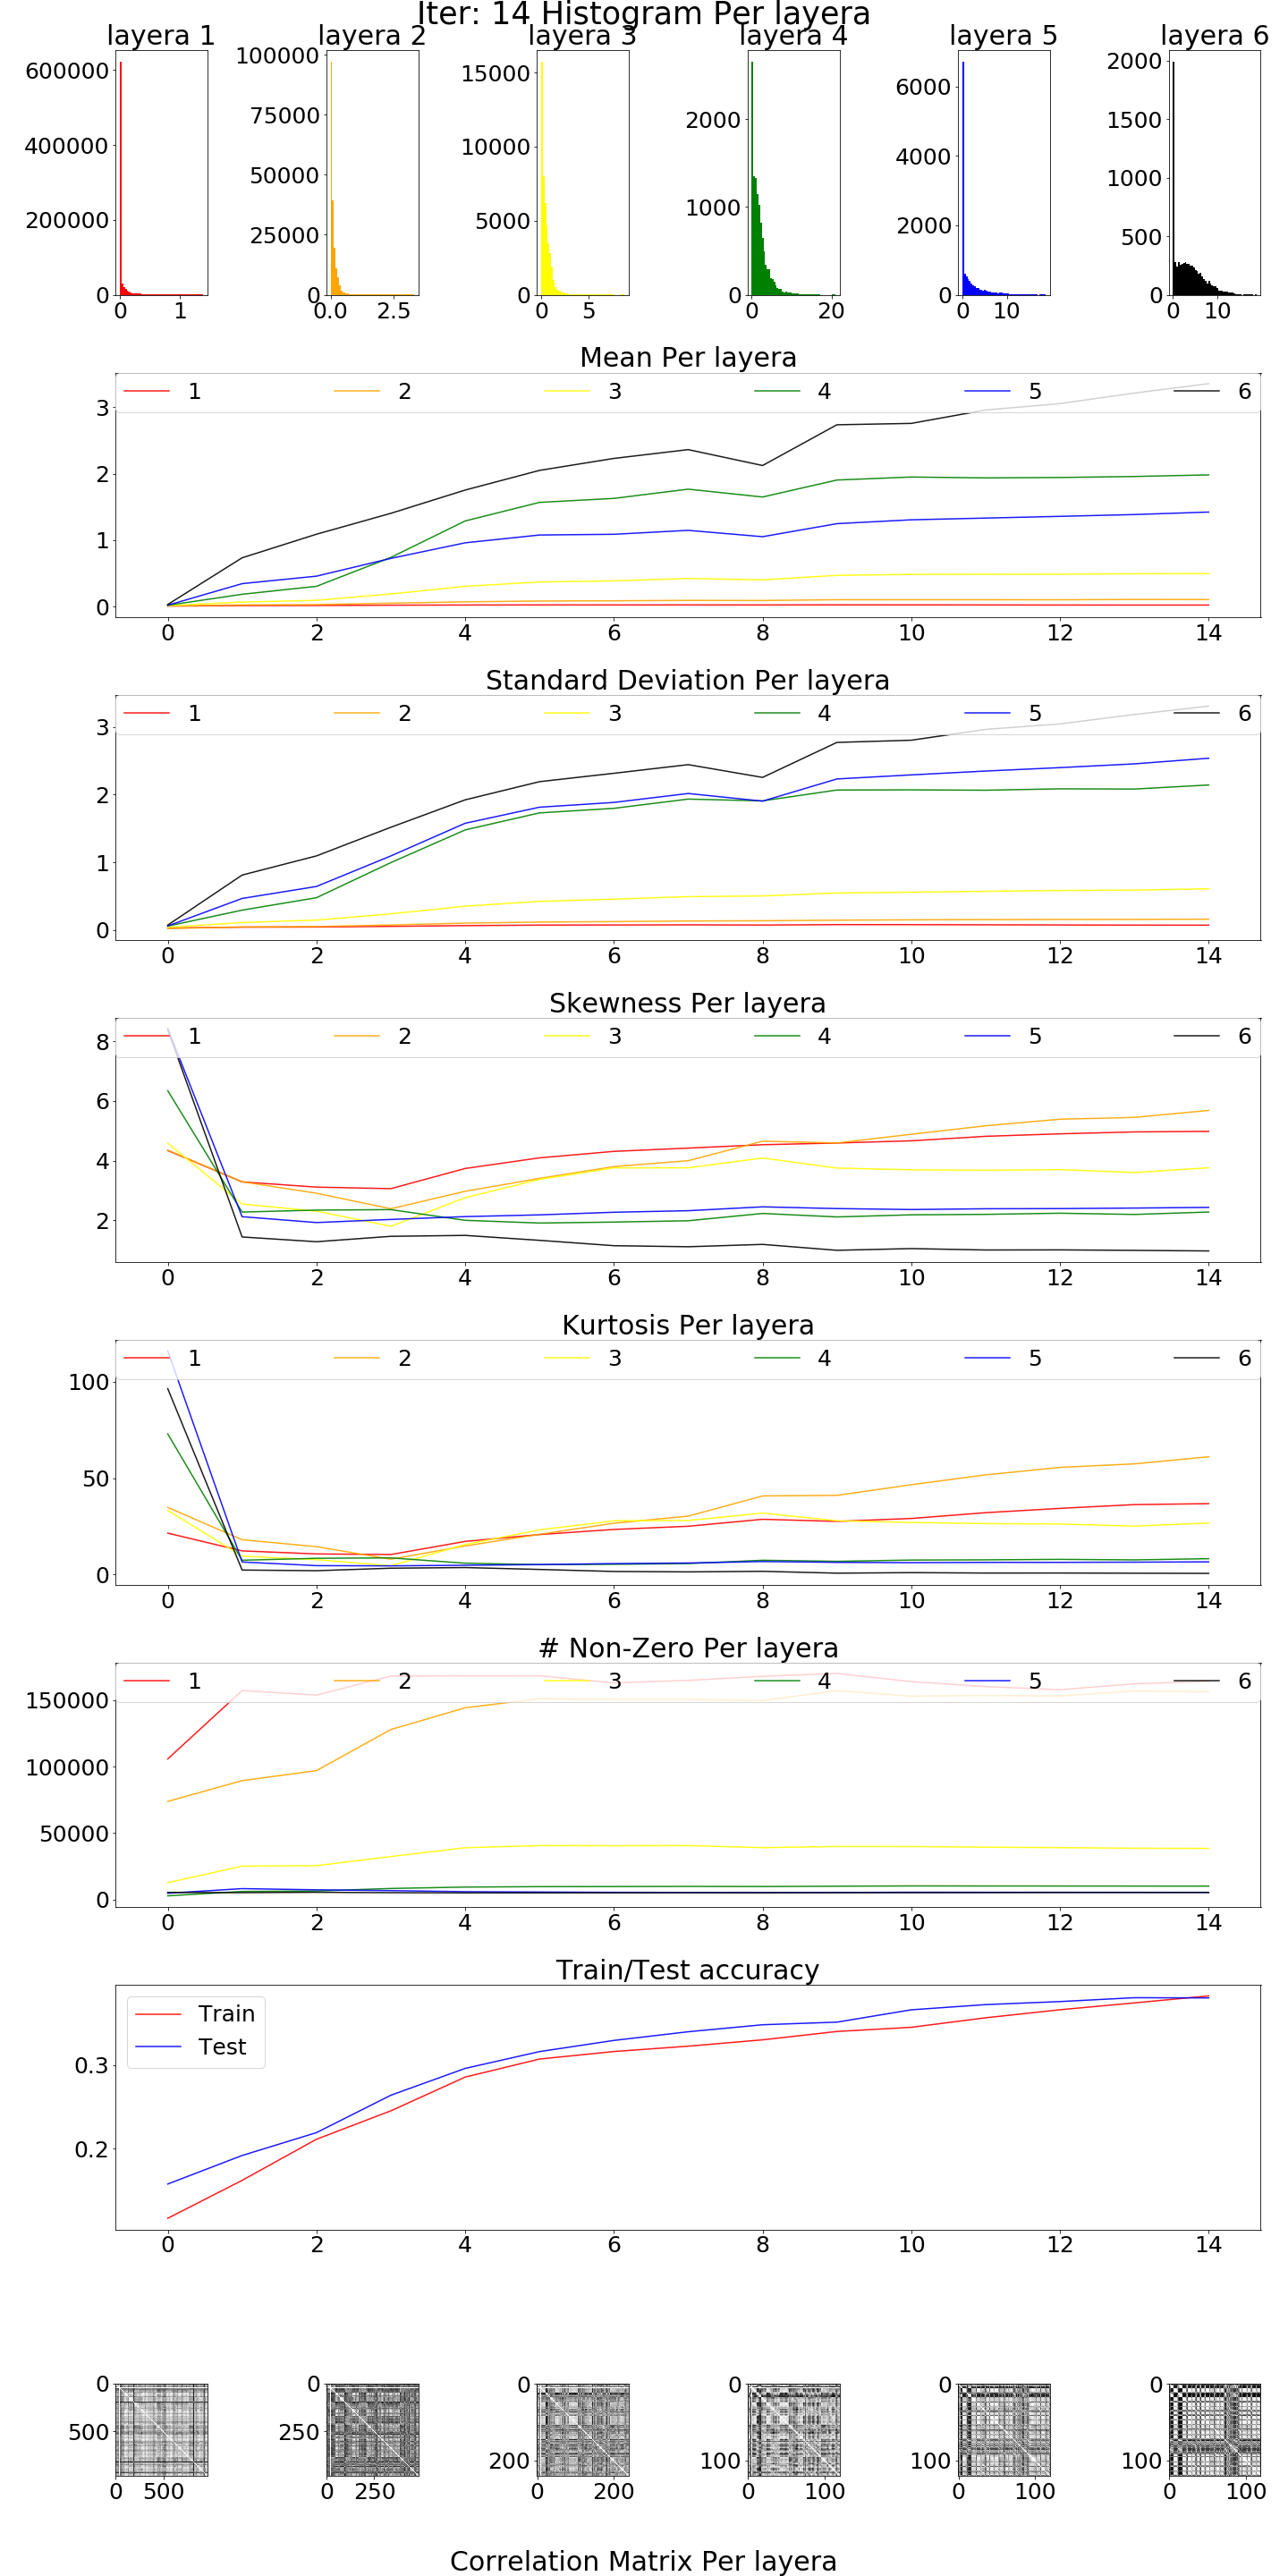 Iter: 14 Histogram Per layera
layera 1 layera 2 layera 3 layera 4 layera 5 layera 6
600000 400000 200000 0 0 1
100000 75000 50000 25000 0 0.0 2.5
15000 10000 5000 0 0 5
2000 1000 0 0 20
6000 4000 2000 0 0 10
2000 1500 1000 500 0 0 10
Mean Per layera
1 2 3 4 5 6
3
2
1
0
0 2 4 6 8 10 12 14
Standard Deviation Per layera
1 2 3 4 5 6
3
2
1
0
0 2 4 6 8 10 12 14
Skewness Per layera
1 2 3 4 5 6
8
6
4
2
0 2 4 6 8 10 12 14
Kurtosis Per layera
1 2 3 4 5 6
100
50
0
0 2 4 6 8 10 12 14
# Non-Zero Per layera
1 2 3 4 5 6
150000
100000
50000
0
0 2 4 6 8 10 12 14
Train/Test accuracy
Train
Test
0.3
0.2
0 2 4 6 8 10 12 14
0 500 0 500
0 250 0 250
0 200 0 200
0 100 0 100
0 100 0 100
0 100 0 100
Correlation Matrix Per layera